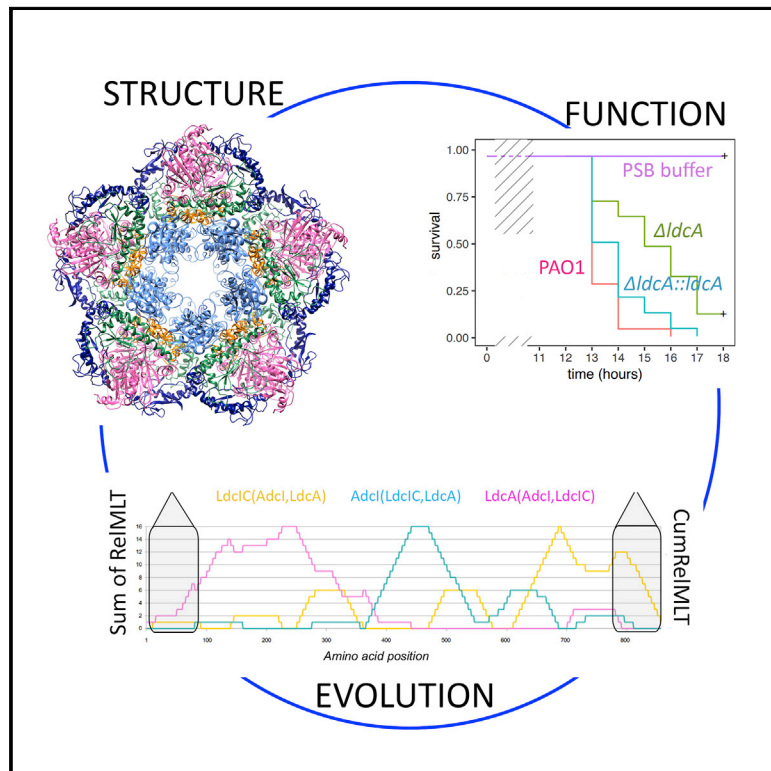 STRUCTURE
FUNCTION
survival
1.00
0.75
0.50
0.25
0.00
PSB buffer
ΔldcA
PAO1
ΔldcA::ldcA
0 11 12 13 14 15 16 17 18
time (hours)
LdcIC(AdcI,LdcA) AdcI(LdcIC,LdcA) LdcA(AdcI,LdcIC)
Sum of RelMLT
16
14
12
10
8
6
4
2
0
1 100 200 300 400 500 600 700 800
Amino acid position
CumRelMLT
EVOLUTION